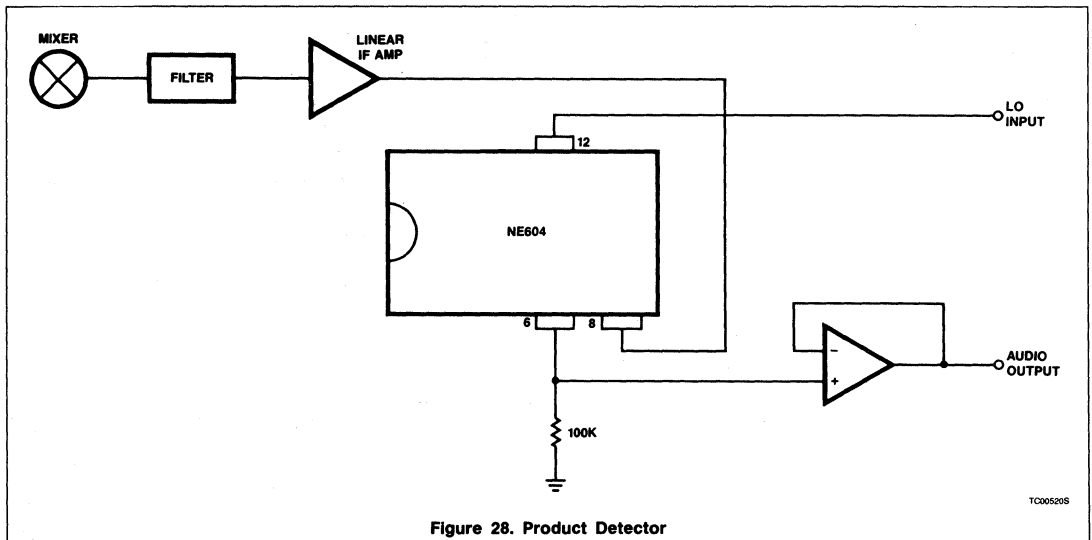 MIXER
FILTER
LINEAR
IF AMP
LO
INPUT
12
NE604
6
8
-
+
AUDIO
OUTPUT
100K
TC00520S
Figure 28. Product Detector